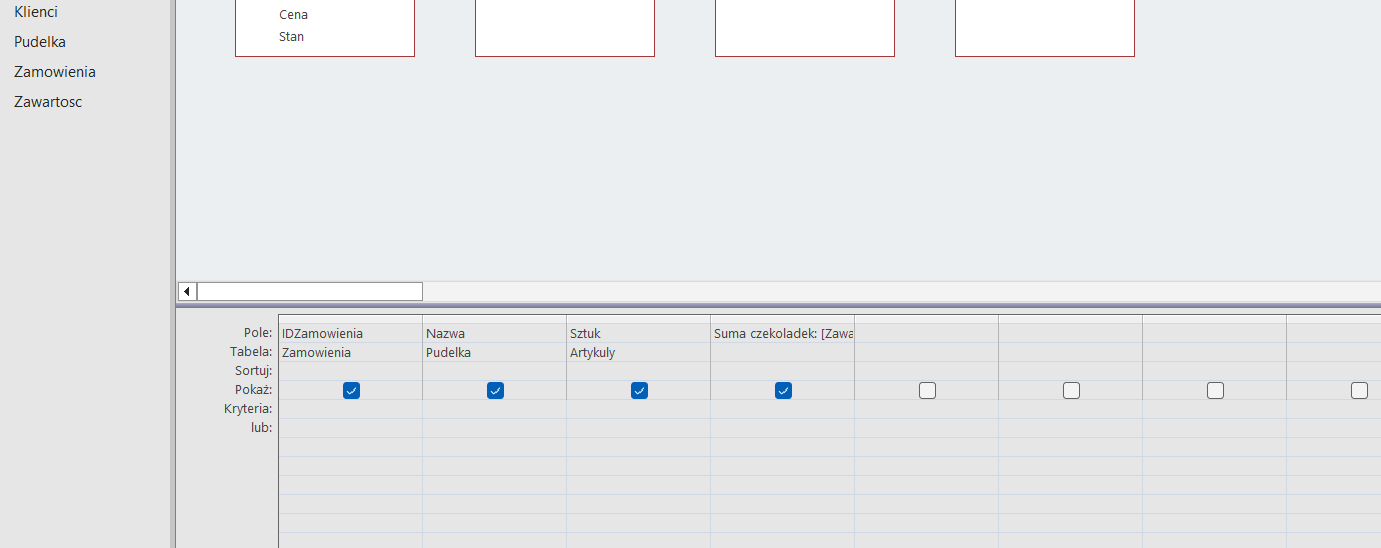 Klienci
Pudelka
Zamowienia
Zawartosc
Cena
Stan
Pole: IDZamowienia Nazwa Sztuk Suma czekoladek: [Zawa
Tabela: Zamowienia Pudelka Artykuly
Sortuj:
Pokaż:
Kryteria:
lub: